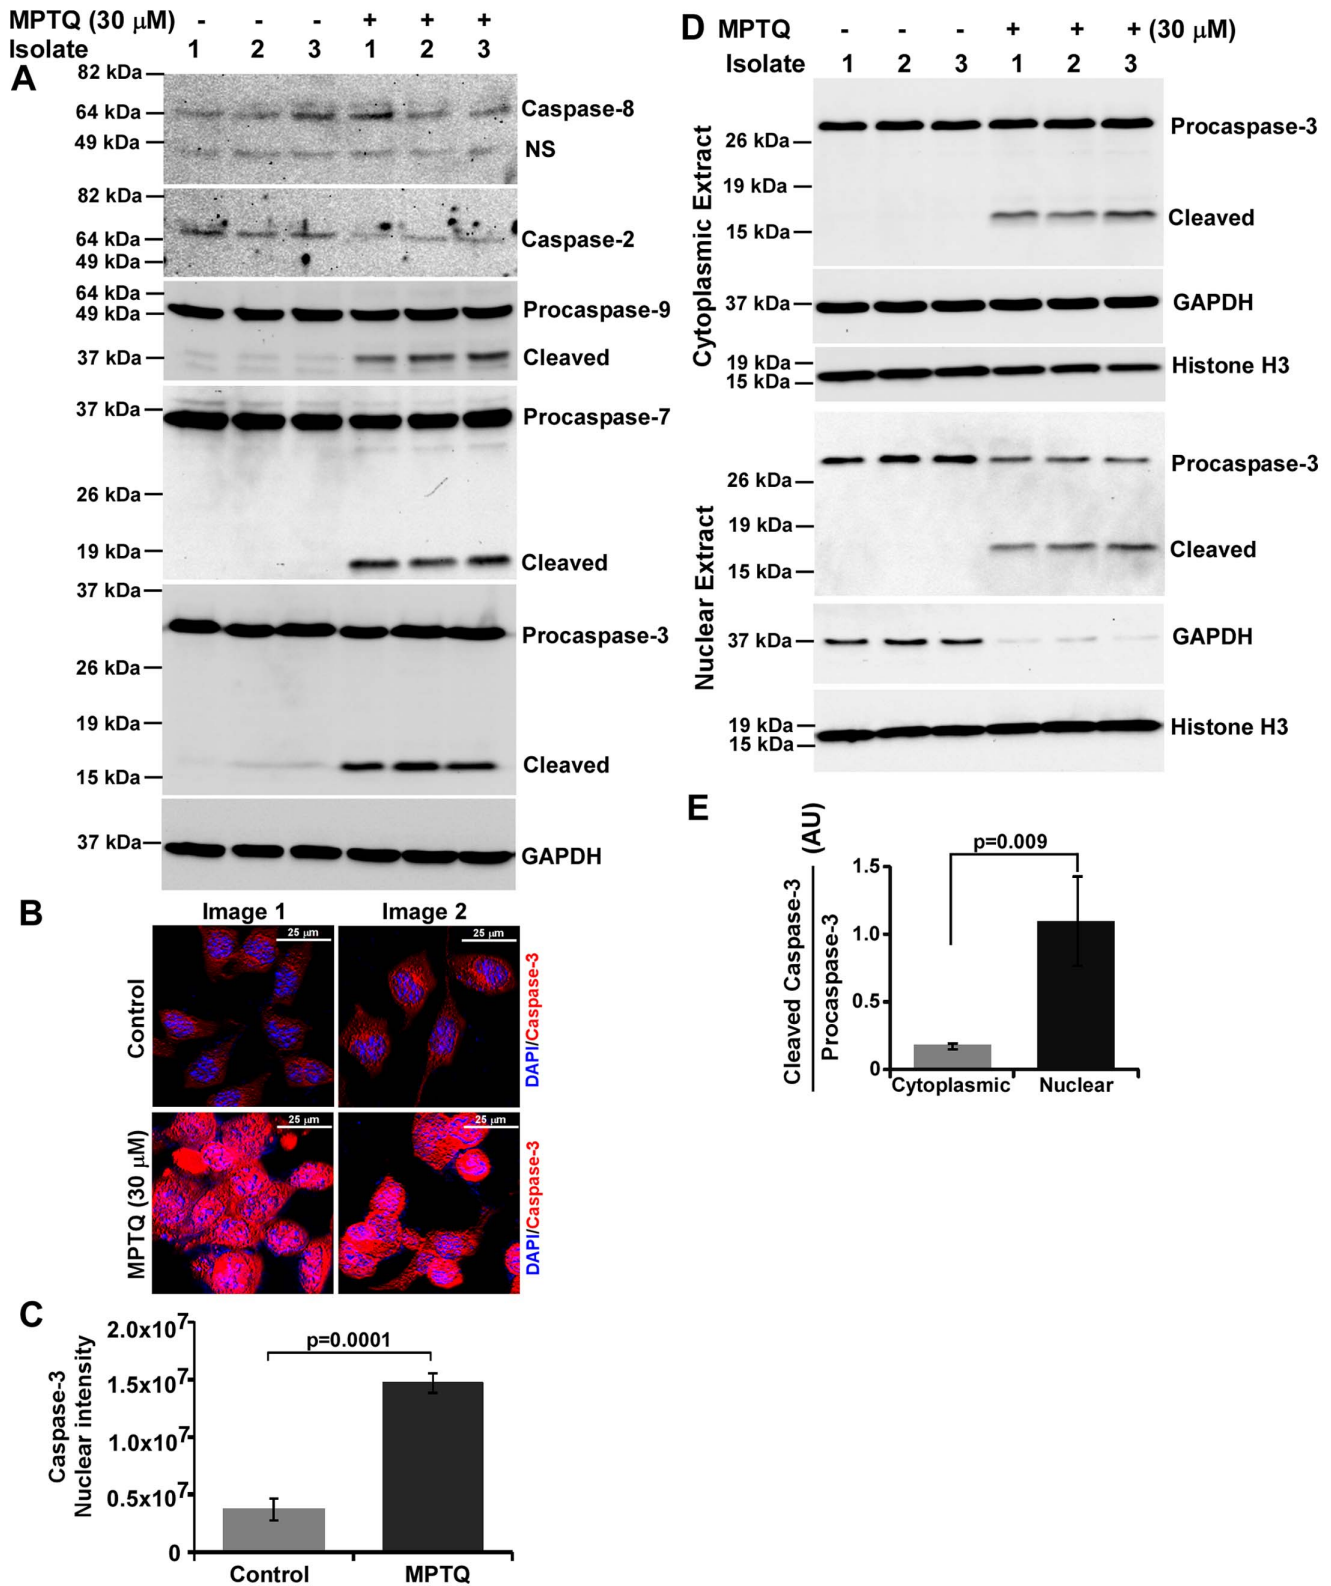 MPTQ (30 μM) - - - + + +
Isolate 1 2 3 1 2 3
A
82 kDa
64 kDa
49 kDa
Caspase-8
NS
82 kDa
64 kDa
49 kDa
Caspase-2
64 kDa
49 kDa
37 kDa
Procaspase-9
Cleaved
37 kDa
26 kDa
19 kDa
Procaspase-7
Cleaved
37 kDa
26 kDa
19 kDa
15 kDa
Procaspase-3
Cleaved
37 kDa
GAPDH
B
Image 1 Image 2
Control
25 μm 25 μm
DAPI/Caspase-3
MPTQ (30 μM)
25 μm 25 μm
DAPI/Caspase-3
C
Caspase-3
Nuclear intensity
2.0x10⁷
1.5x10⁷
1.0x10⁷
0.5x10⁷
0
p=0.0001
Control MPTQ
D MPTQ - - - + + + (30 μM)
Isolate 1 2 3 1 2 3
Cytoplasmic Extract
26 kDa
19 kDa
15 kDa
Procaspase-3
Cleaved
37 kDa
GAPDH
19 kDa
15 kDa
Histone H3
Nuclear Extract
26 kDa
19 kDa
15 kDa
Procaspase-3
Cleaved
37 kDa
GAPDH
19 kDa
15 kDa
Histone H3
E
Cleaved Caspase-3
Procaspase-3
(AU)
1.5
1.0
0.5
0
p=0.009
Cytoplasmic Nuclear